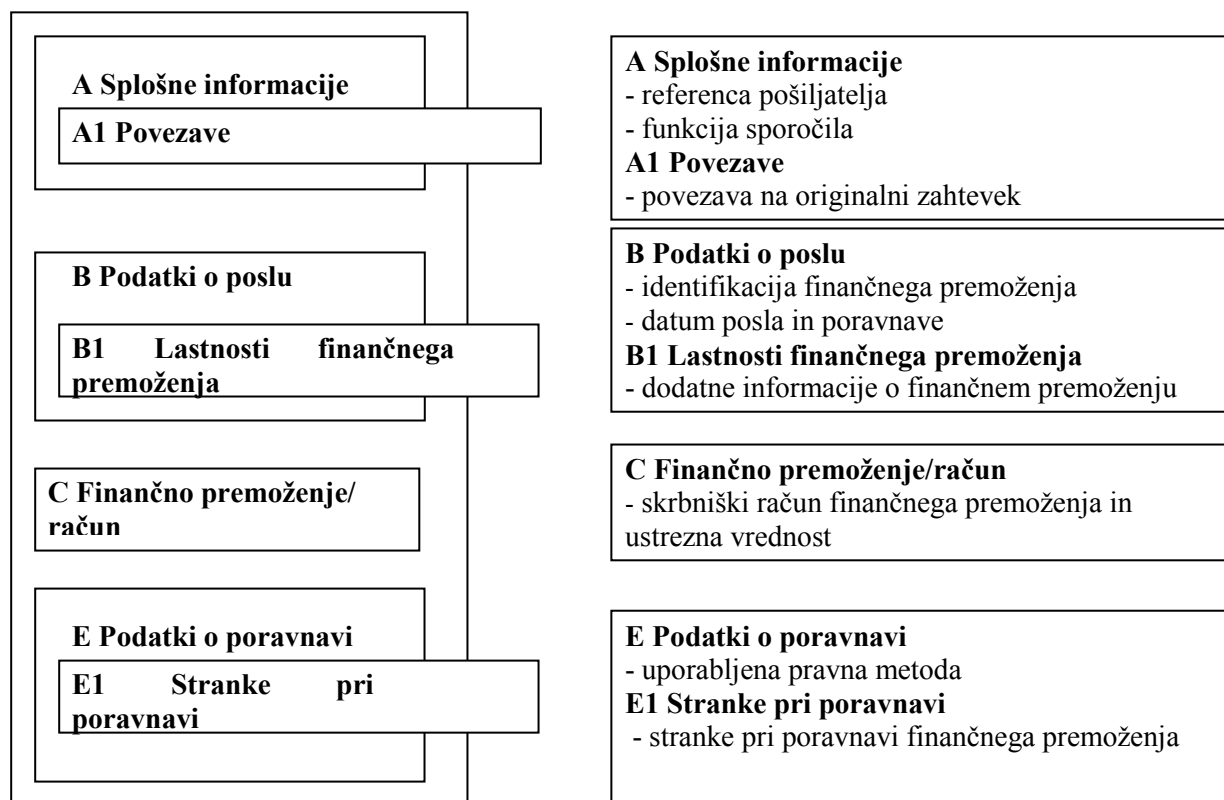 A Splošne informacije
A1 Povezave
B Podatki o poslu
B1 Lastnosti finančnega
premoženja
C Finančno premoženje/
račun
E Podatki o poravnavi
E1 Stranke pri
poravnavi
A Splošne informacije
- referenca pošiljatelja
- funkcija sporočila
A1 Povezave
- povezava na originalni zahtevek
B Podatki o poslu
- identifikacija finančnega premoženja
- datum posla in poravnave
B1 Lastnosti finančnega premoženja
- dodatne informacije o finančnem premoženju
C Finančno premoženje/račun
- skrbniški račun finančnega premoženja in
ustrezna vrednost
E Podatki o poravnavi
- uporabljena pravna metoda
E1 Stranke pri poravnavi
- stranke pri poravnavi finančnega premoženja